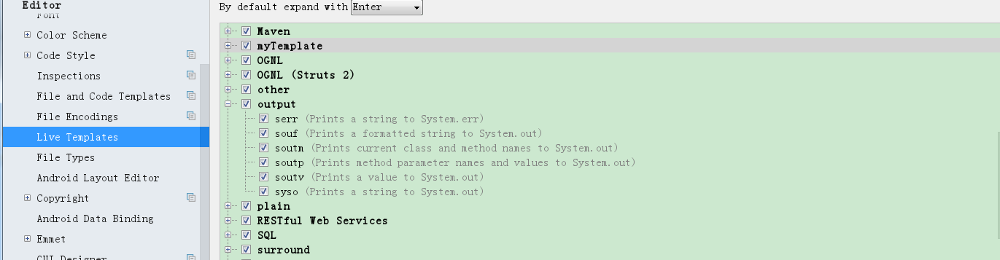 Editor
Font
Color Scheme
Code Style
Inspections
File and Code Templates
File Encodings
Live Templates
File Types
Android Layout Editor
Copyright
Android Data Binding
Emmet
GUI Designer
By default expand with Enter
Maven
myTemplate
OGNL
OGNL (Struts 2)
other
output
serr (Prints a string to System.err)
souf (Prints a formatted string to System.out)
soutm (Prints current class and method names to System.out)
soutp (Prints method parameter names and values to System.out)
soutv (Prints a value to System.out)
syso (Prints a string to System.out)
plain
RESTful Web Services
SQL
surround